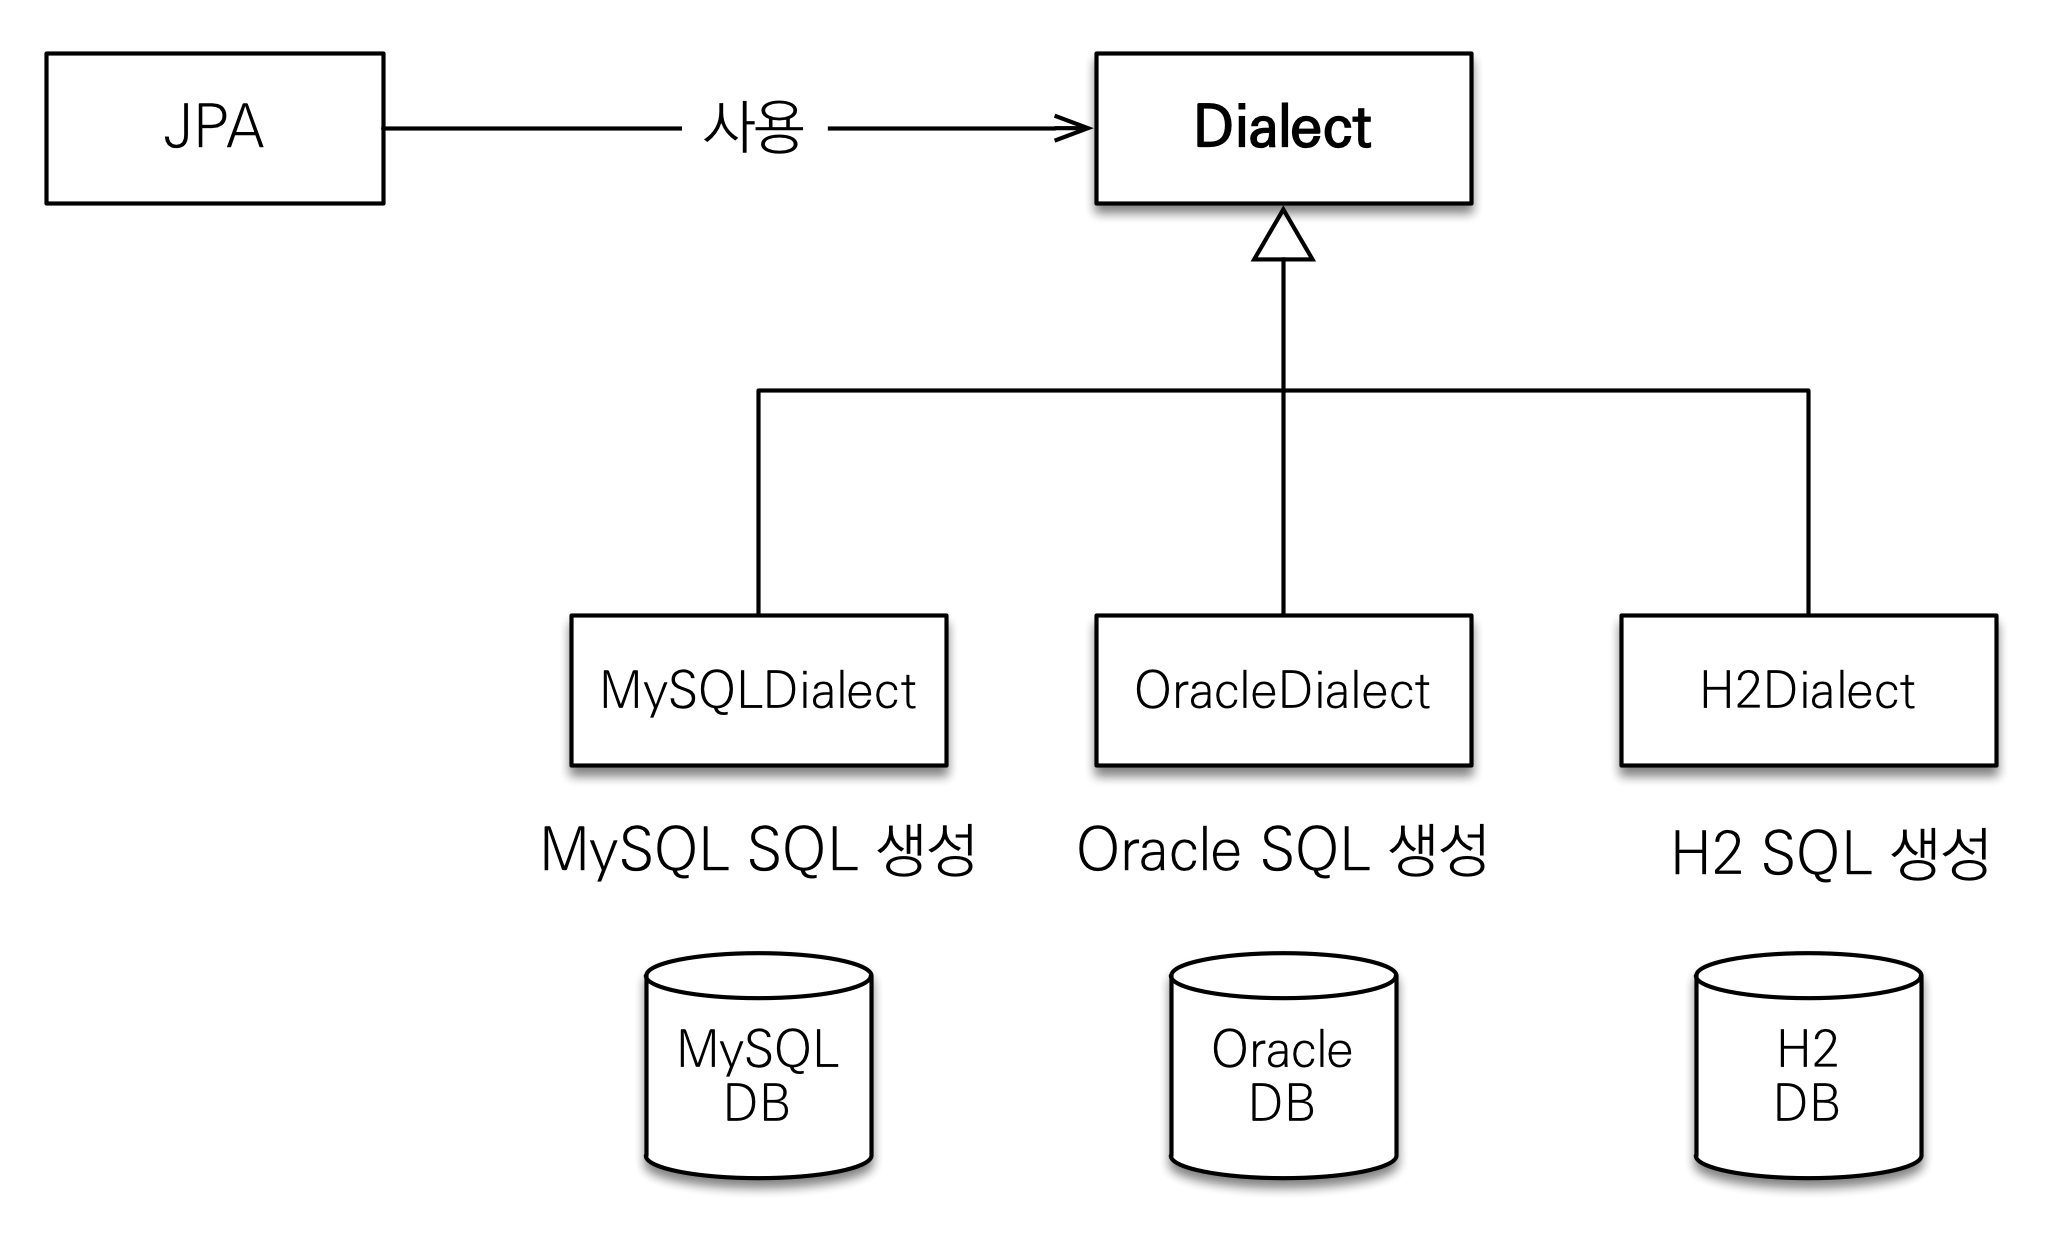 JPA
사용
Dialect
MySQLDialect
OracleDialect
H2Dialect
MySQL SQL 생성
Oracle SQL 생성
H2 SQL 생성
MySQL
DB
Oracle
DB
H2
DB